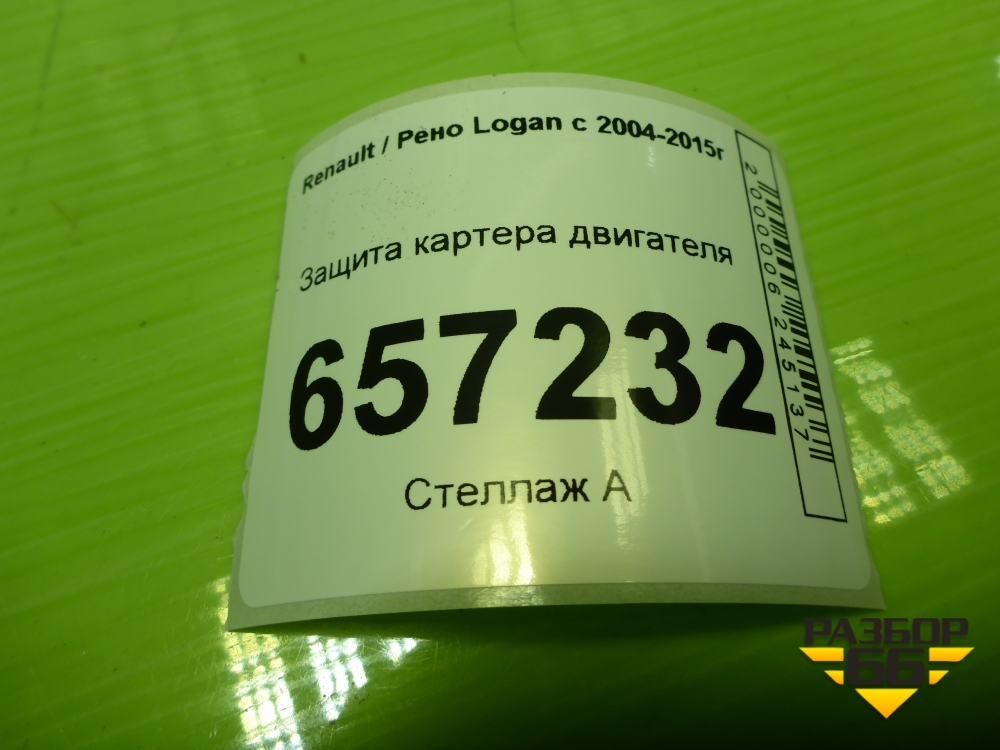 Renault / Рено Logan с 2004-2015г
Защита картера двигателя
657232
Стеллаж А
2000006245137
РАЗБОР
66